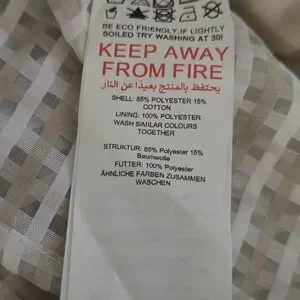 BE ECO FRIENDLY,IF LIGHTLY
SOILED TRY WASHING AT 30!
KEEP AWAY
FROM FIRE
يحتفظ بالمنتج بعيدًا عن النار
SHELL: 85% POLYESTER 15%
COTTON
LINING: 100% POLYESTER
WASH SIMILAR COLOURS
TOGETHER
STRUKTUR: 65% Polyester 15%
Baumwolle
FUTTER: 100% Polyester
ÄHNLICHE FARBEN ZUSAMMEN
WASCHEN